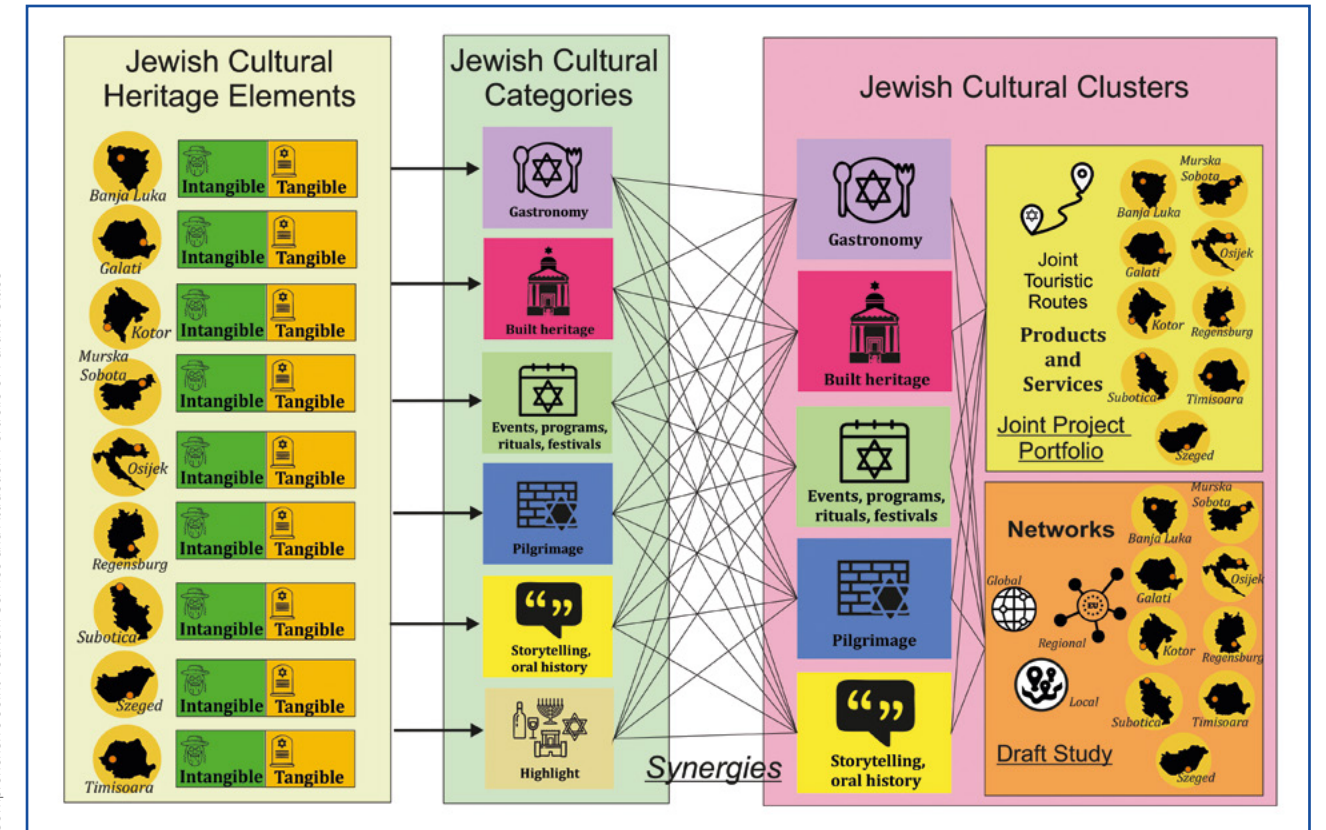 Jewish Cultural
Heritage Elements
Banja Luka
Intangible Tangible
Galati
Intangible Tangible
Kotor
Intangible Tangible
Murska
Sobota
Intangible Tangible
Osijek
Intangible Tangible
Regensburg
Intangible Tangible
Subotica
Intangible Tangible
Szeged
Intangible Tangible
Timisoara
Intangible Tangible
Jewish Cultural
Categories
Gastronomy
Built heritage
Events, programs,
rituals, festivals
Pilgrimage
Storytelling,
oral history
Highlight
Synergies
Jewish Cultural Clusters
Gastronomy
Built heritage
Events, programs,
rituals, festivals
Pilgrimage
Storytelling,
oral history
Joint
Touristic
Routes
Products
and
Services
Joint Project
Portfolio
Banja Luka
Murska
Sobota
Galati
Osijek
Kotor
Regensburg
Subotica
Timisoara
Szeged
Networks
Global
EU
Regional
Local
Draft Study
Banja Luka
Murska
Sobota
Galati
Osijek
Kotor
Regensburg
Subotica
Timisoara
Szeged